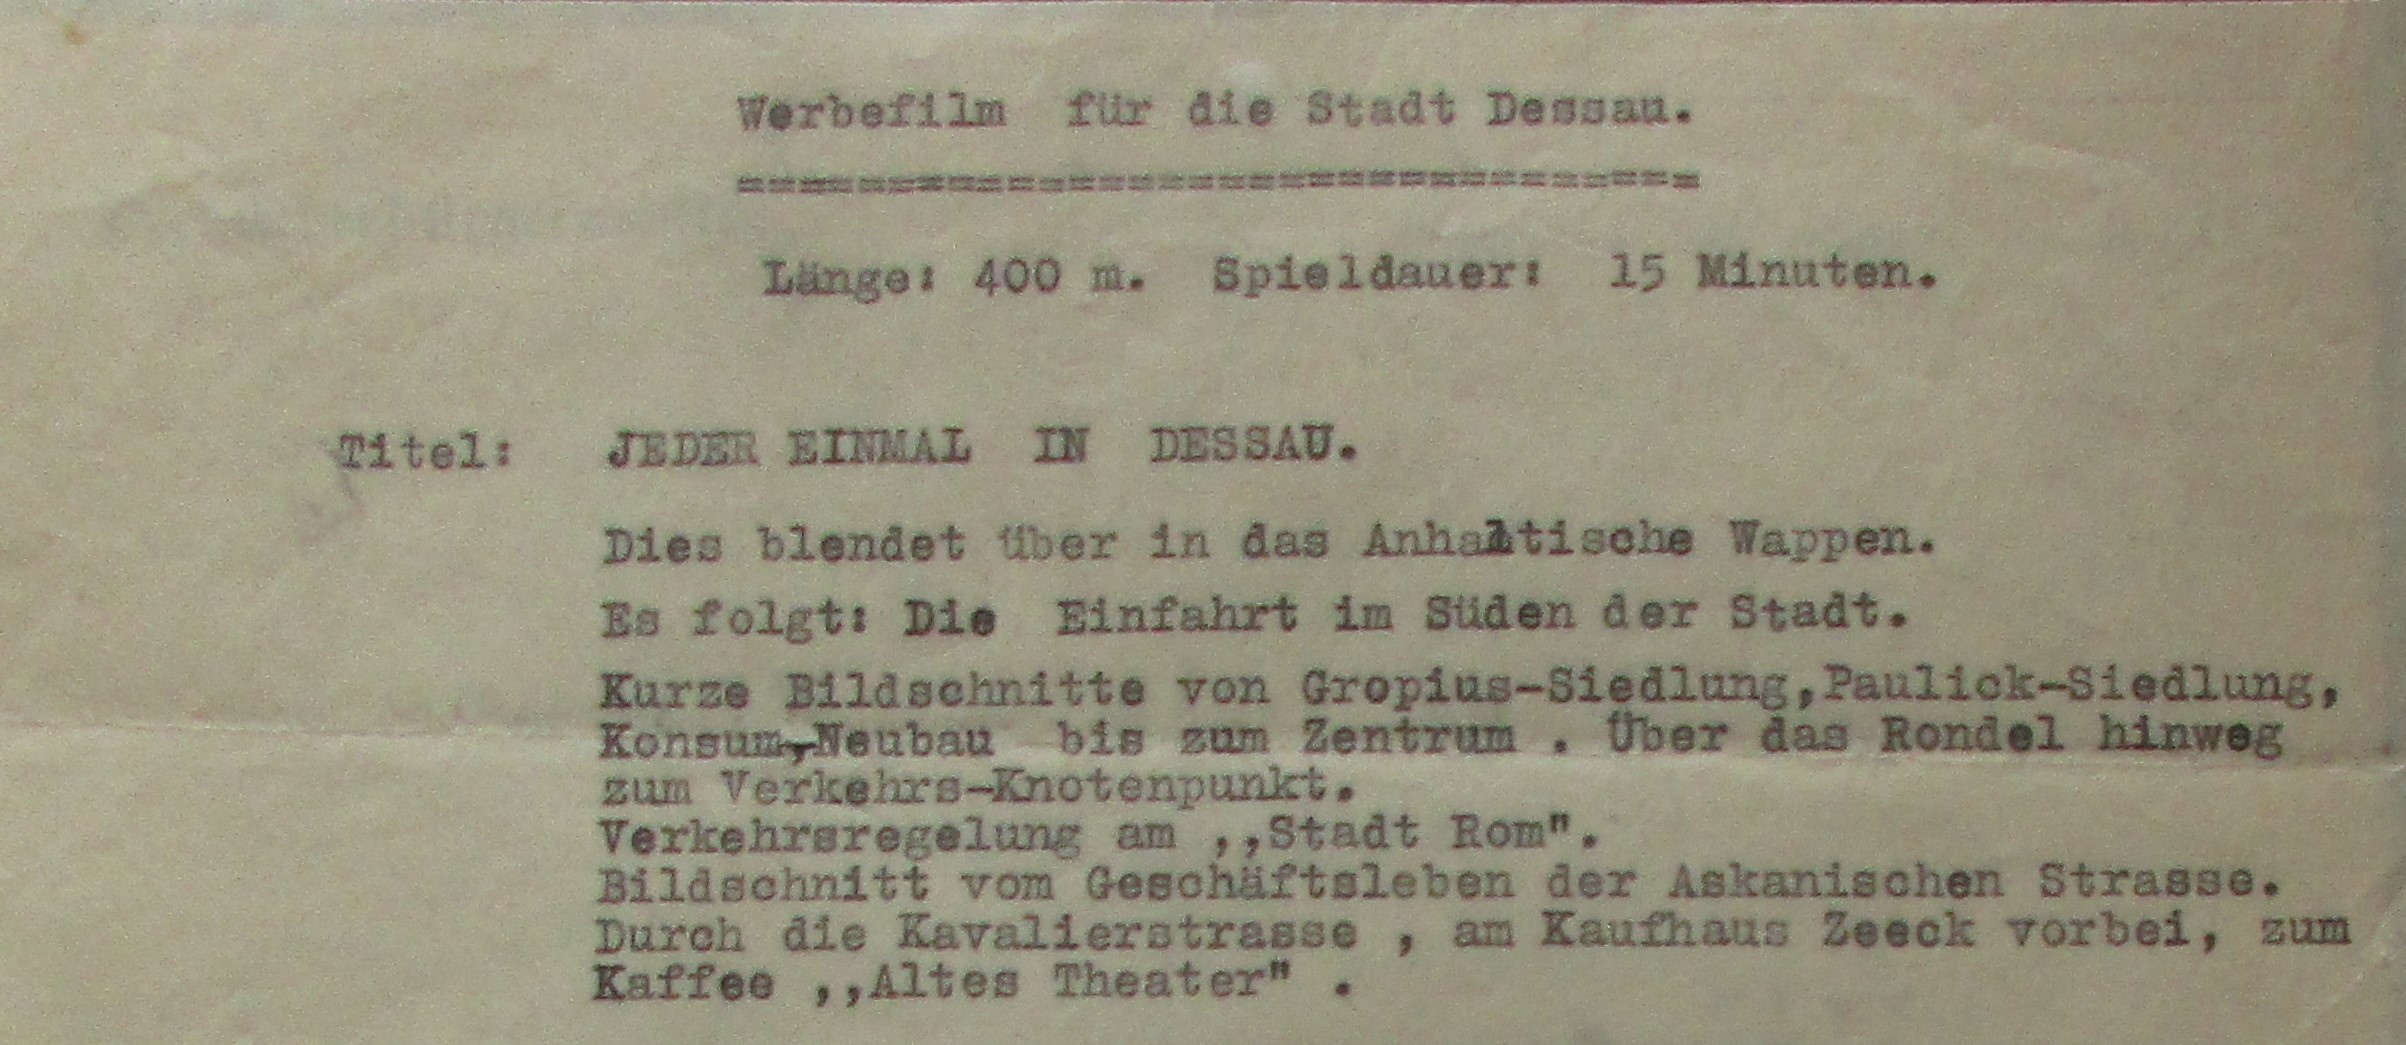 Werbefilm für die Stadt Dessau.
================================
Länge: 400 m. Spieldauer: 15 Minuten.
Titel: JEDER EINMAL IN DESSAU.
Dies blendet über in das Anhaltische Wappen.
Es folgt: Die Einfahrt im Süden der Stadt.
Kurze Bildschnitte von Gropius-Siedlung,Paulick-Siedlung,
Konsum,-Neubau bis zum Zentrum . Über das Rondel hinweg
zum Verkehrs-Knotenpunkt.
Verkehrsregelung am ,,Stadt Rom".
Bildschnitt vom Geschäftsleben der Askanischen Strasse.
Durch die Kavalierstrasse , am Kaufhaus Zeeck vorbei, zum
Kaffee ,,Altes Theater" .